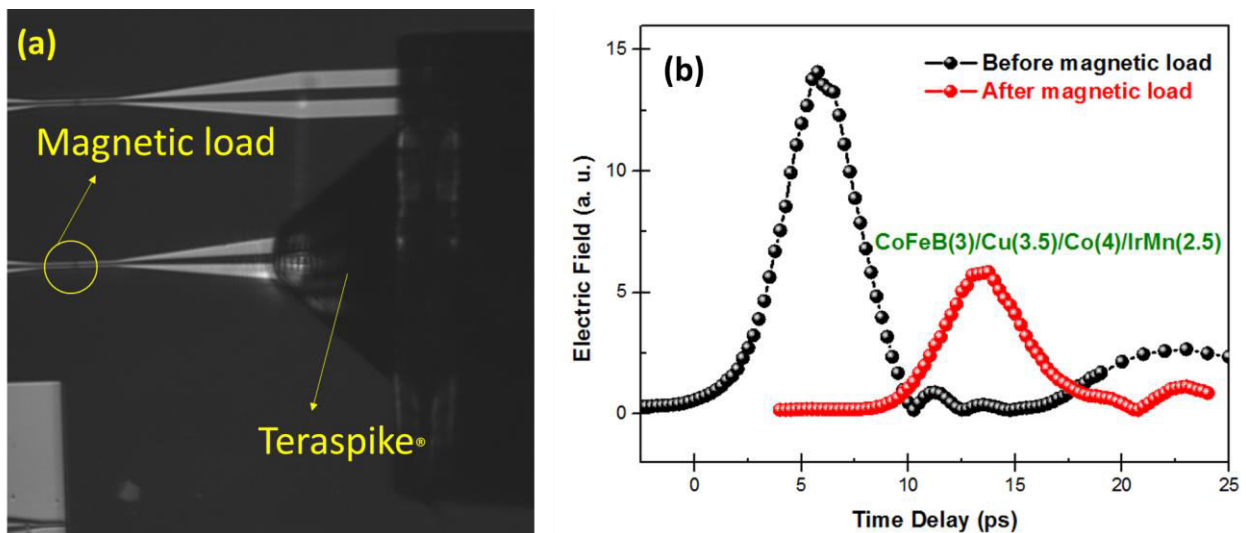 (a)
Magnetic load
Teraspike®
(b)
Before magnetic load
After magnetic load
CoFeB(3)/Cu(3.5)/Co(4)/IrMn(2.5)
Electric Field (a. u.)
15
10
5
0
0 5 10 15 20 25
Time Delay (ps)